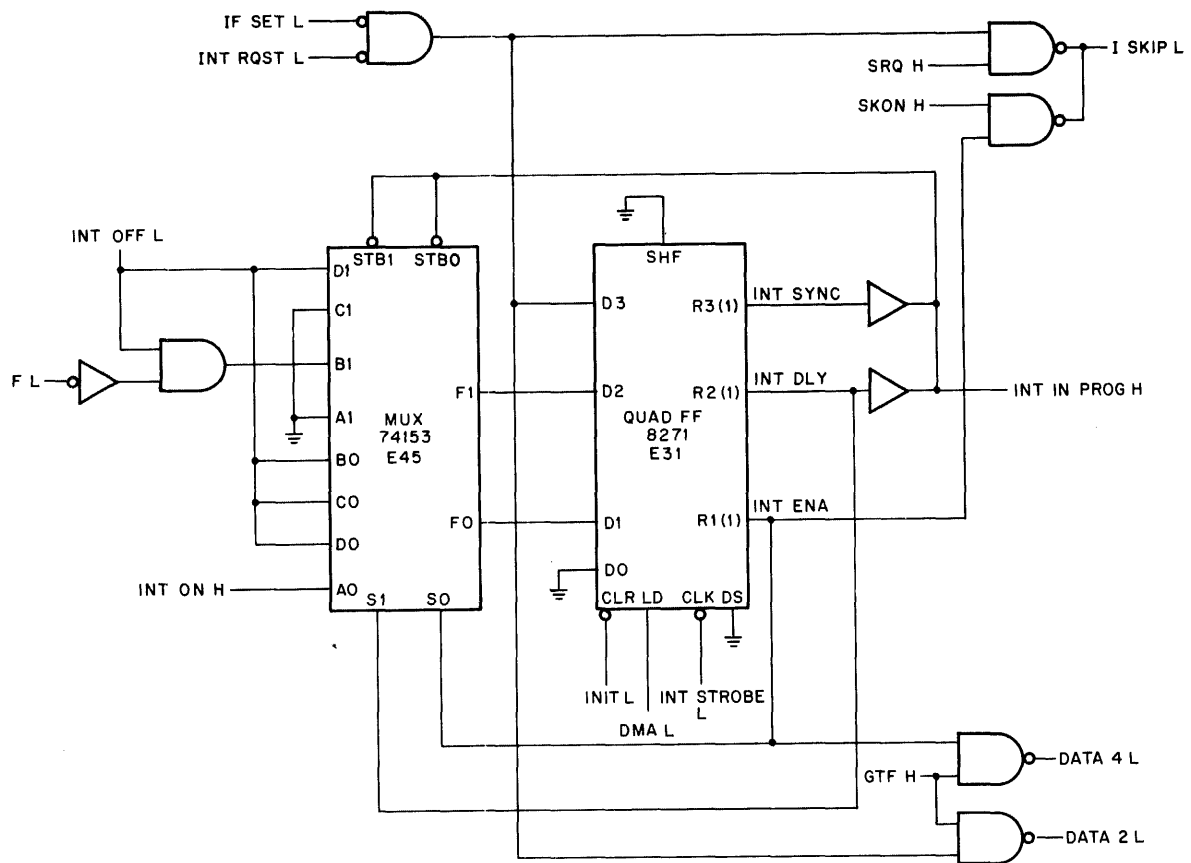 IF SET L
INT RQST L
I SKIP L
SRQ H
SKON H
INT OFF L
STB1 STB0
SHF
D1
C1
F L
B1
A1
MUX
74153
E45
F1
B0
C0
F0
D0
INT ON H
A0
S1 S0
D3
R3(1)
INT SYNC
D2
R2(1)
INT DLY
INT IN PROG H
QUAD FF
8271
E31
D1
R1(1)
INT ENA
D0
CLR LD CLK DS
INIT L
DMA L
INT STROBE
L
DATA 4 L
GTF H
DATA 2 L